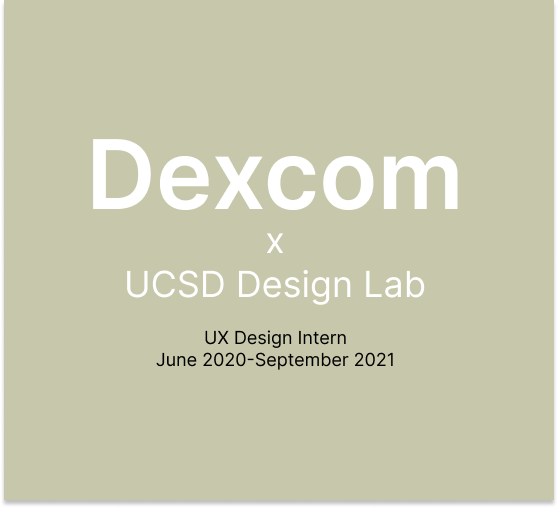 Dexcom
x
UCSD Design Lab
UX Design Intern
June 2020-September 2021